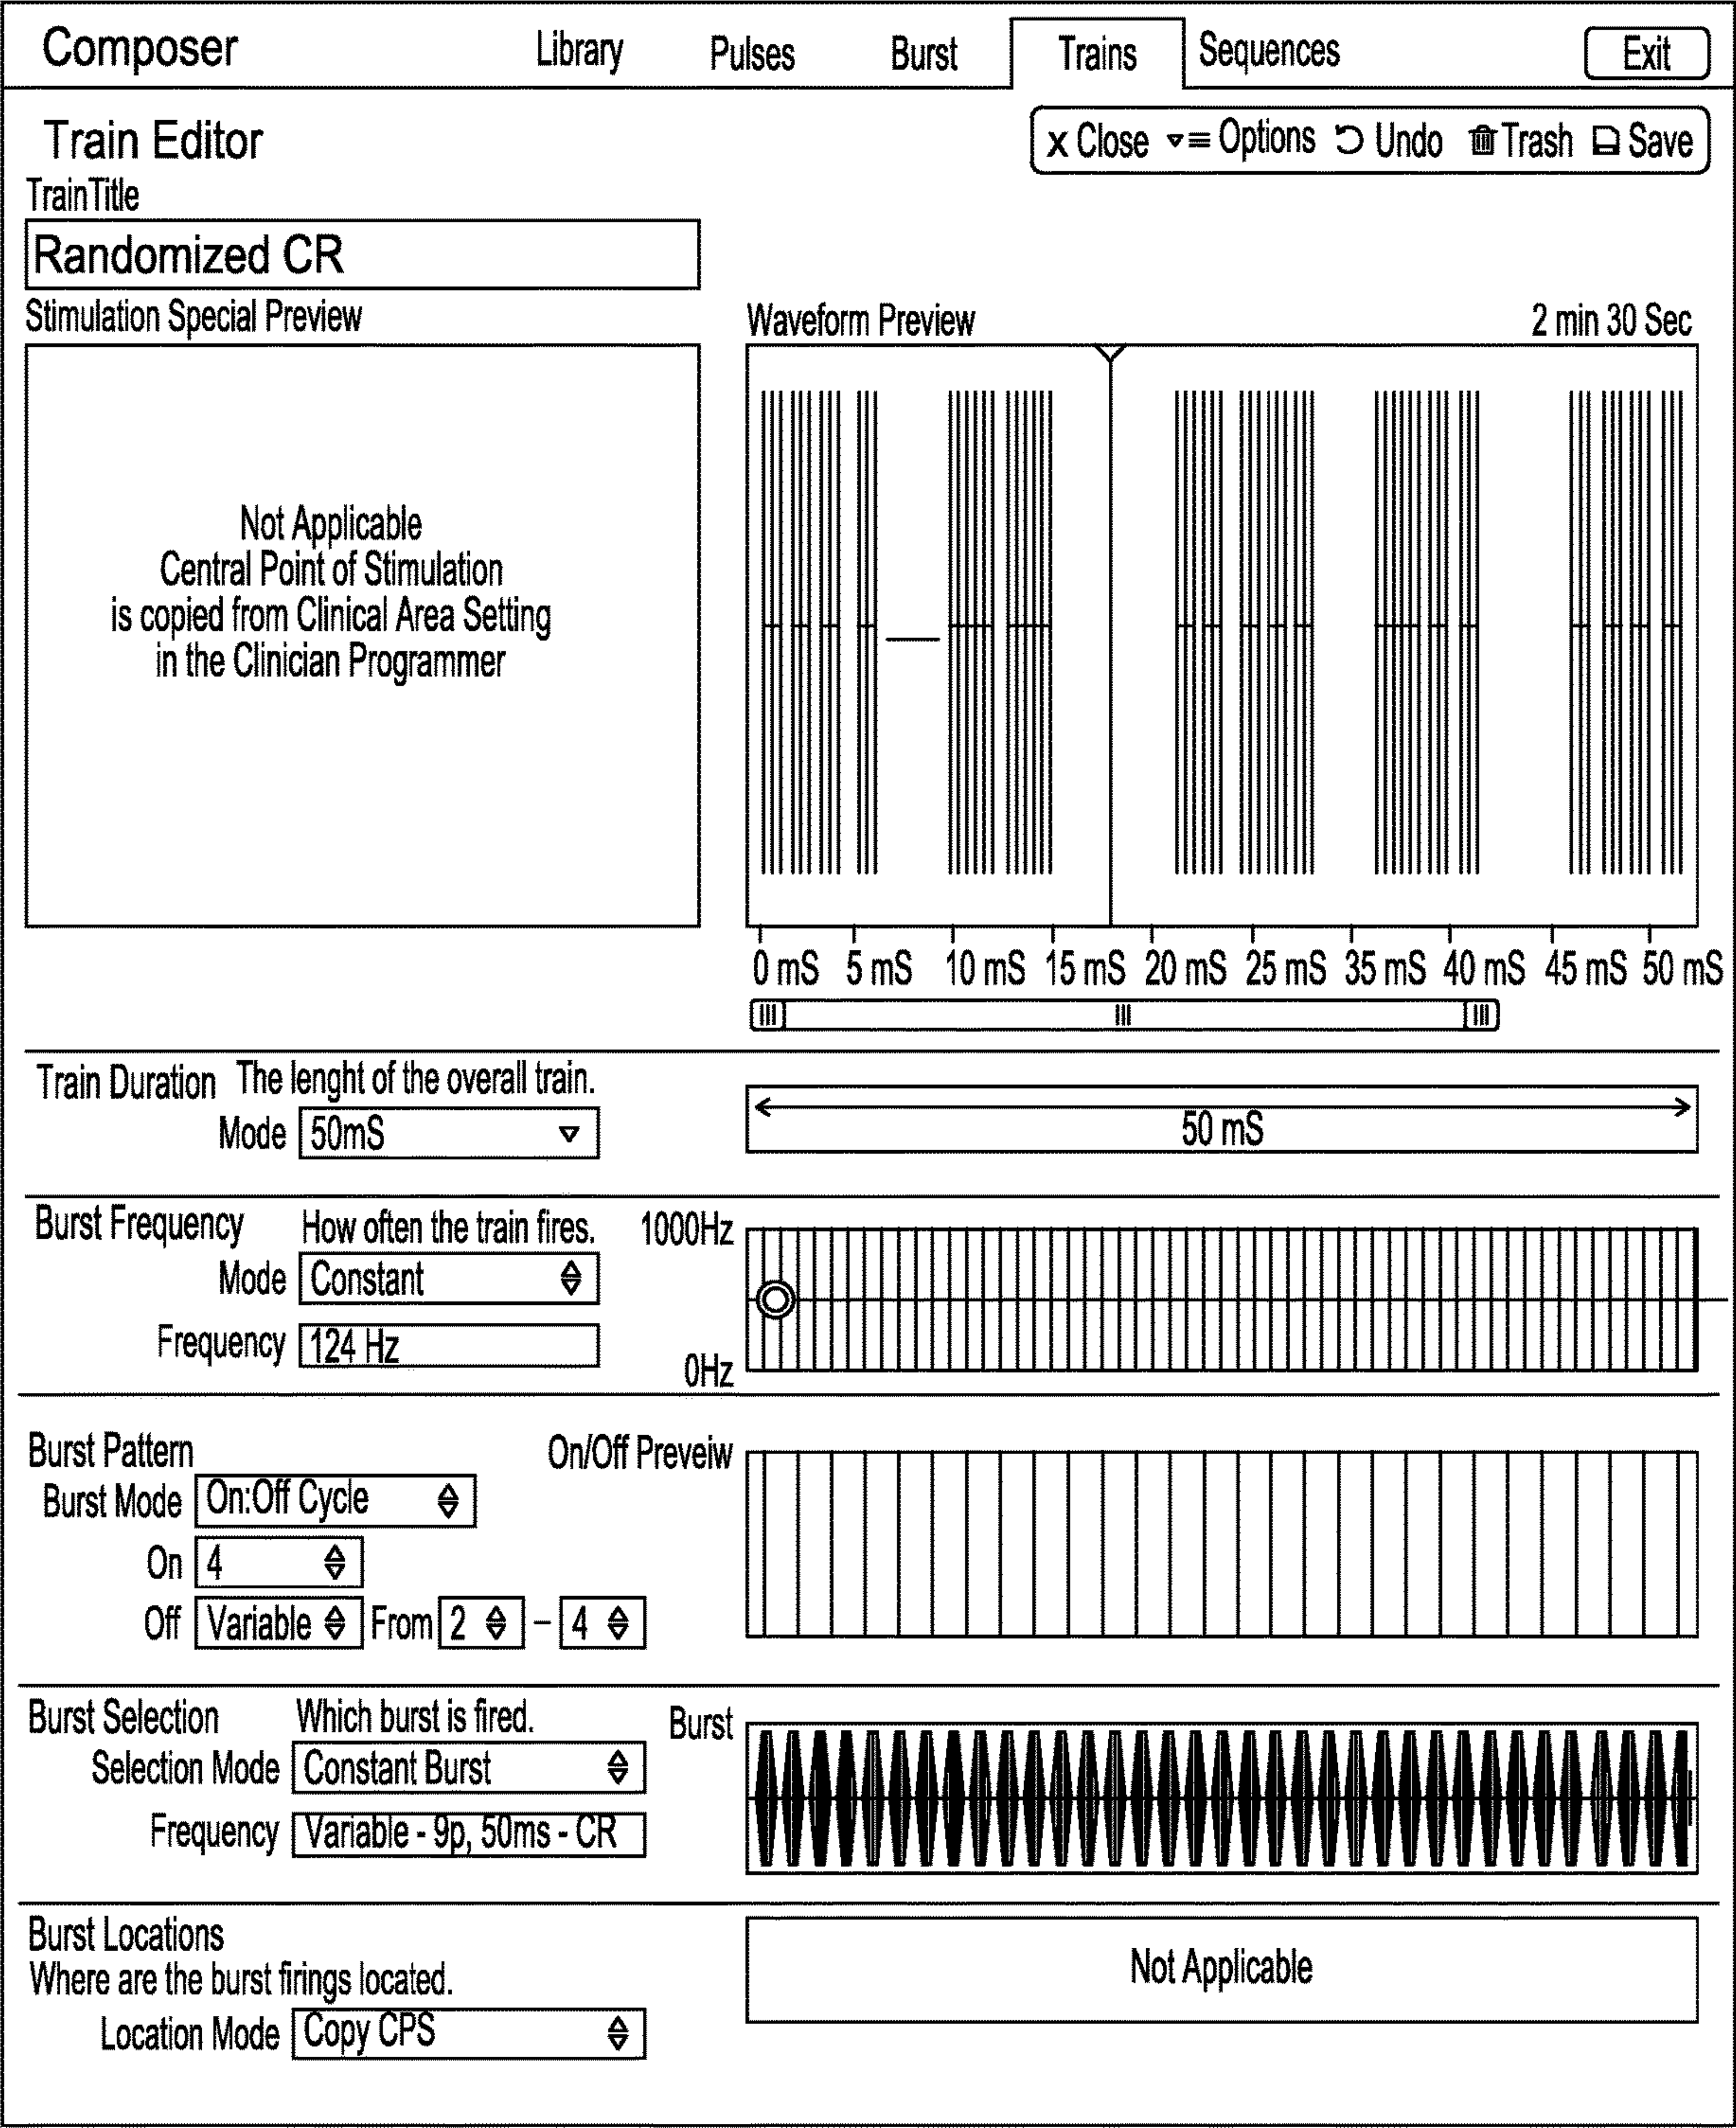 Composer Library Pulses Burst Trains Sequences Exit
Train Editor
x Close Options Undo Trash Save
TrainTitle
Randomized CR
Stimulation Special Preview
Not Applicable
Central Point of Stimulation
is copied from Clinical Area Setting
in the Clinician Programmer
Waveform Preview 2 min 30 Sec
0 mS 5 mS 10 mS 15 mS 20 mS 25 mS 35 mS 40 mS 45 mS 50 mS
Train Duration The lenght of the overall train.
Mode 50mS
50 mS
Burst Frequency How often the train fires.
Mode Constant
Frequency 124 Hz
1000Hz
0Hz
Burst Pattern On/Off Preveiw
Burst Mode On:Off Cycle
On 4
Off Variable From 2 – 4
Burst Selection Which burst is fired. Burst
Selection Mode Constant Burst
Frequency Variable - 9p, 50ms - CR
Burst Locations
Where are the burst firings located.
Location Mode Copy CPS
Not Applicable